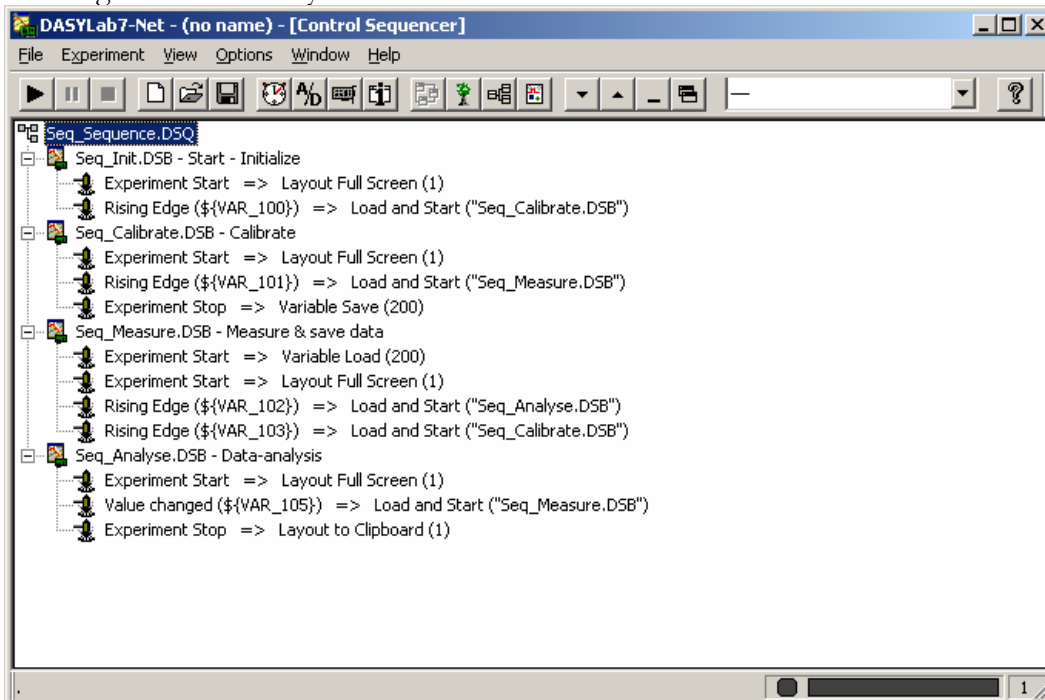 DASYLab7-Net - (no name) - [Control Sequencer]
File Experiment View Options Window Help
A/D
—
Seq_Sequence.DSQ
Seq_Init.DSB - Start - Initialize
Experiment Start => Layout Full Screen (1)
Rising Edge (${VAR_100}) => Load and Start ("Seq_Calibrate.DSB")
Seq_Calibrate.DSB - Calibrate
Experiment Start => Layout Full Screen (1)
Rising Edge (${VAR_101}) => Load and Start ("Seq_Measure.DSB")
Experiment Stop => Variable Save (200)
Seq_Measure.DSB - Measure & save data
Experiment Start => Variable Load (200)
Experiment Start => Layout Full Screen (1)
Rising Edge (${VAR_102}) => Load and Start ("Seq_Analyse.DSB")
Rising Edge (${VAR_103}) => Load and Start ("Seq_Calibrate.DSB")
Seq_Analyse.DSB - Data-analysis
Experiment Start => Layout Full Screen (1)
Value changed (${VAR_105}) => Load and Start ("Seq_Measure.DSB")
Experiment Stop => Layout to Clipboard (1)
. 1